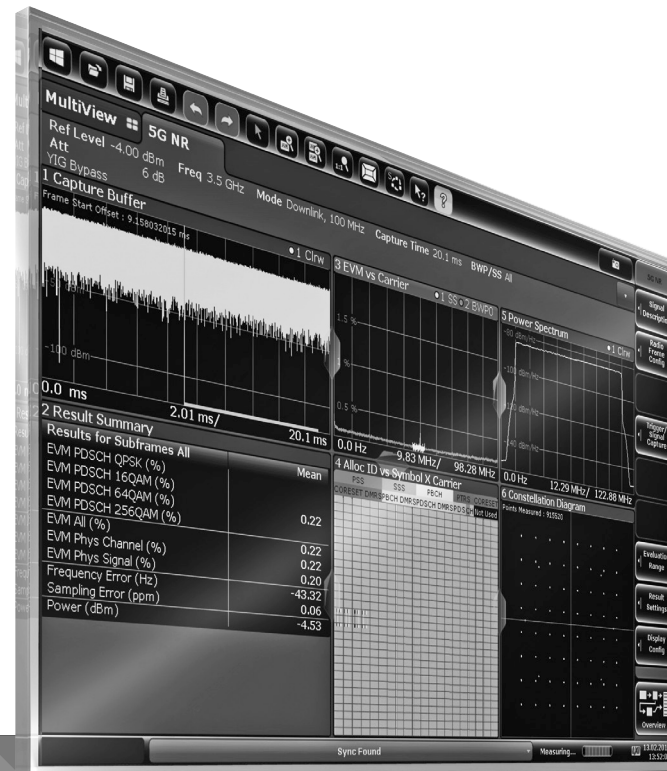 MultiView
5G NR
Ref Level -4.00 dBm
Att 6 dB
Freq 3.5 GHz
Mode Downlink, 100 MHz
Capture Time 20.1 ms
BWP/SS All
YIG Bypass
1 Capture Buffer
Frame Start Offset : 9.158032015 ms
1 Clrw
-100 dBm
0.0 ms
2.01 ms/
20.1 ms
3 EVM vs Carrier
1 SS 2 BWP0
1.5 %
0.5 %
0.0 Hz
9.83 MHz/
98.28 MHz
5 Power Spectrum
1 Clrw
-80 dBm/Hz
0.0 Hz
12.29 MHz/
122.88 MHz
2 Result Summary
Results for Subframes All
Mean
EVM PDSCH QPSK (%)
EVM PDSCH 16QAM (%)
EVM PDSCH 64QAM (%)
EVM PDSCH 256QAM (%)
0.22
EVM All (%)
0.22
EVM Phys Channel (%)
0.22
EVM Phys Signal (%)
0.20
Frequency Error (Hz)
-43.32
Sampling Error (ppm)
0.06
Power (dBm)
-4.53
4 Alloc ID vs Symbol X Carrier
PSS
SSS
PBCH
PTRS
CORESET
CORESET DMRS
PBCH DMRS
PDSCH DMRS
PDSCH
Not Used
6 Constellation Diagram
Points Measured : 915520
5G NR
Signal
Radio
Frame
Config
Trigger/
Signal
Capture
Range
Result
Settings
Display
Config
Overview
Sync Found
Measuring...